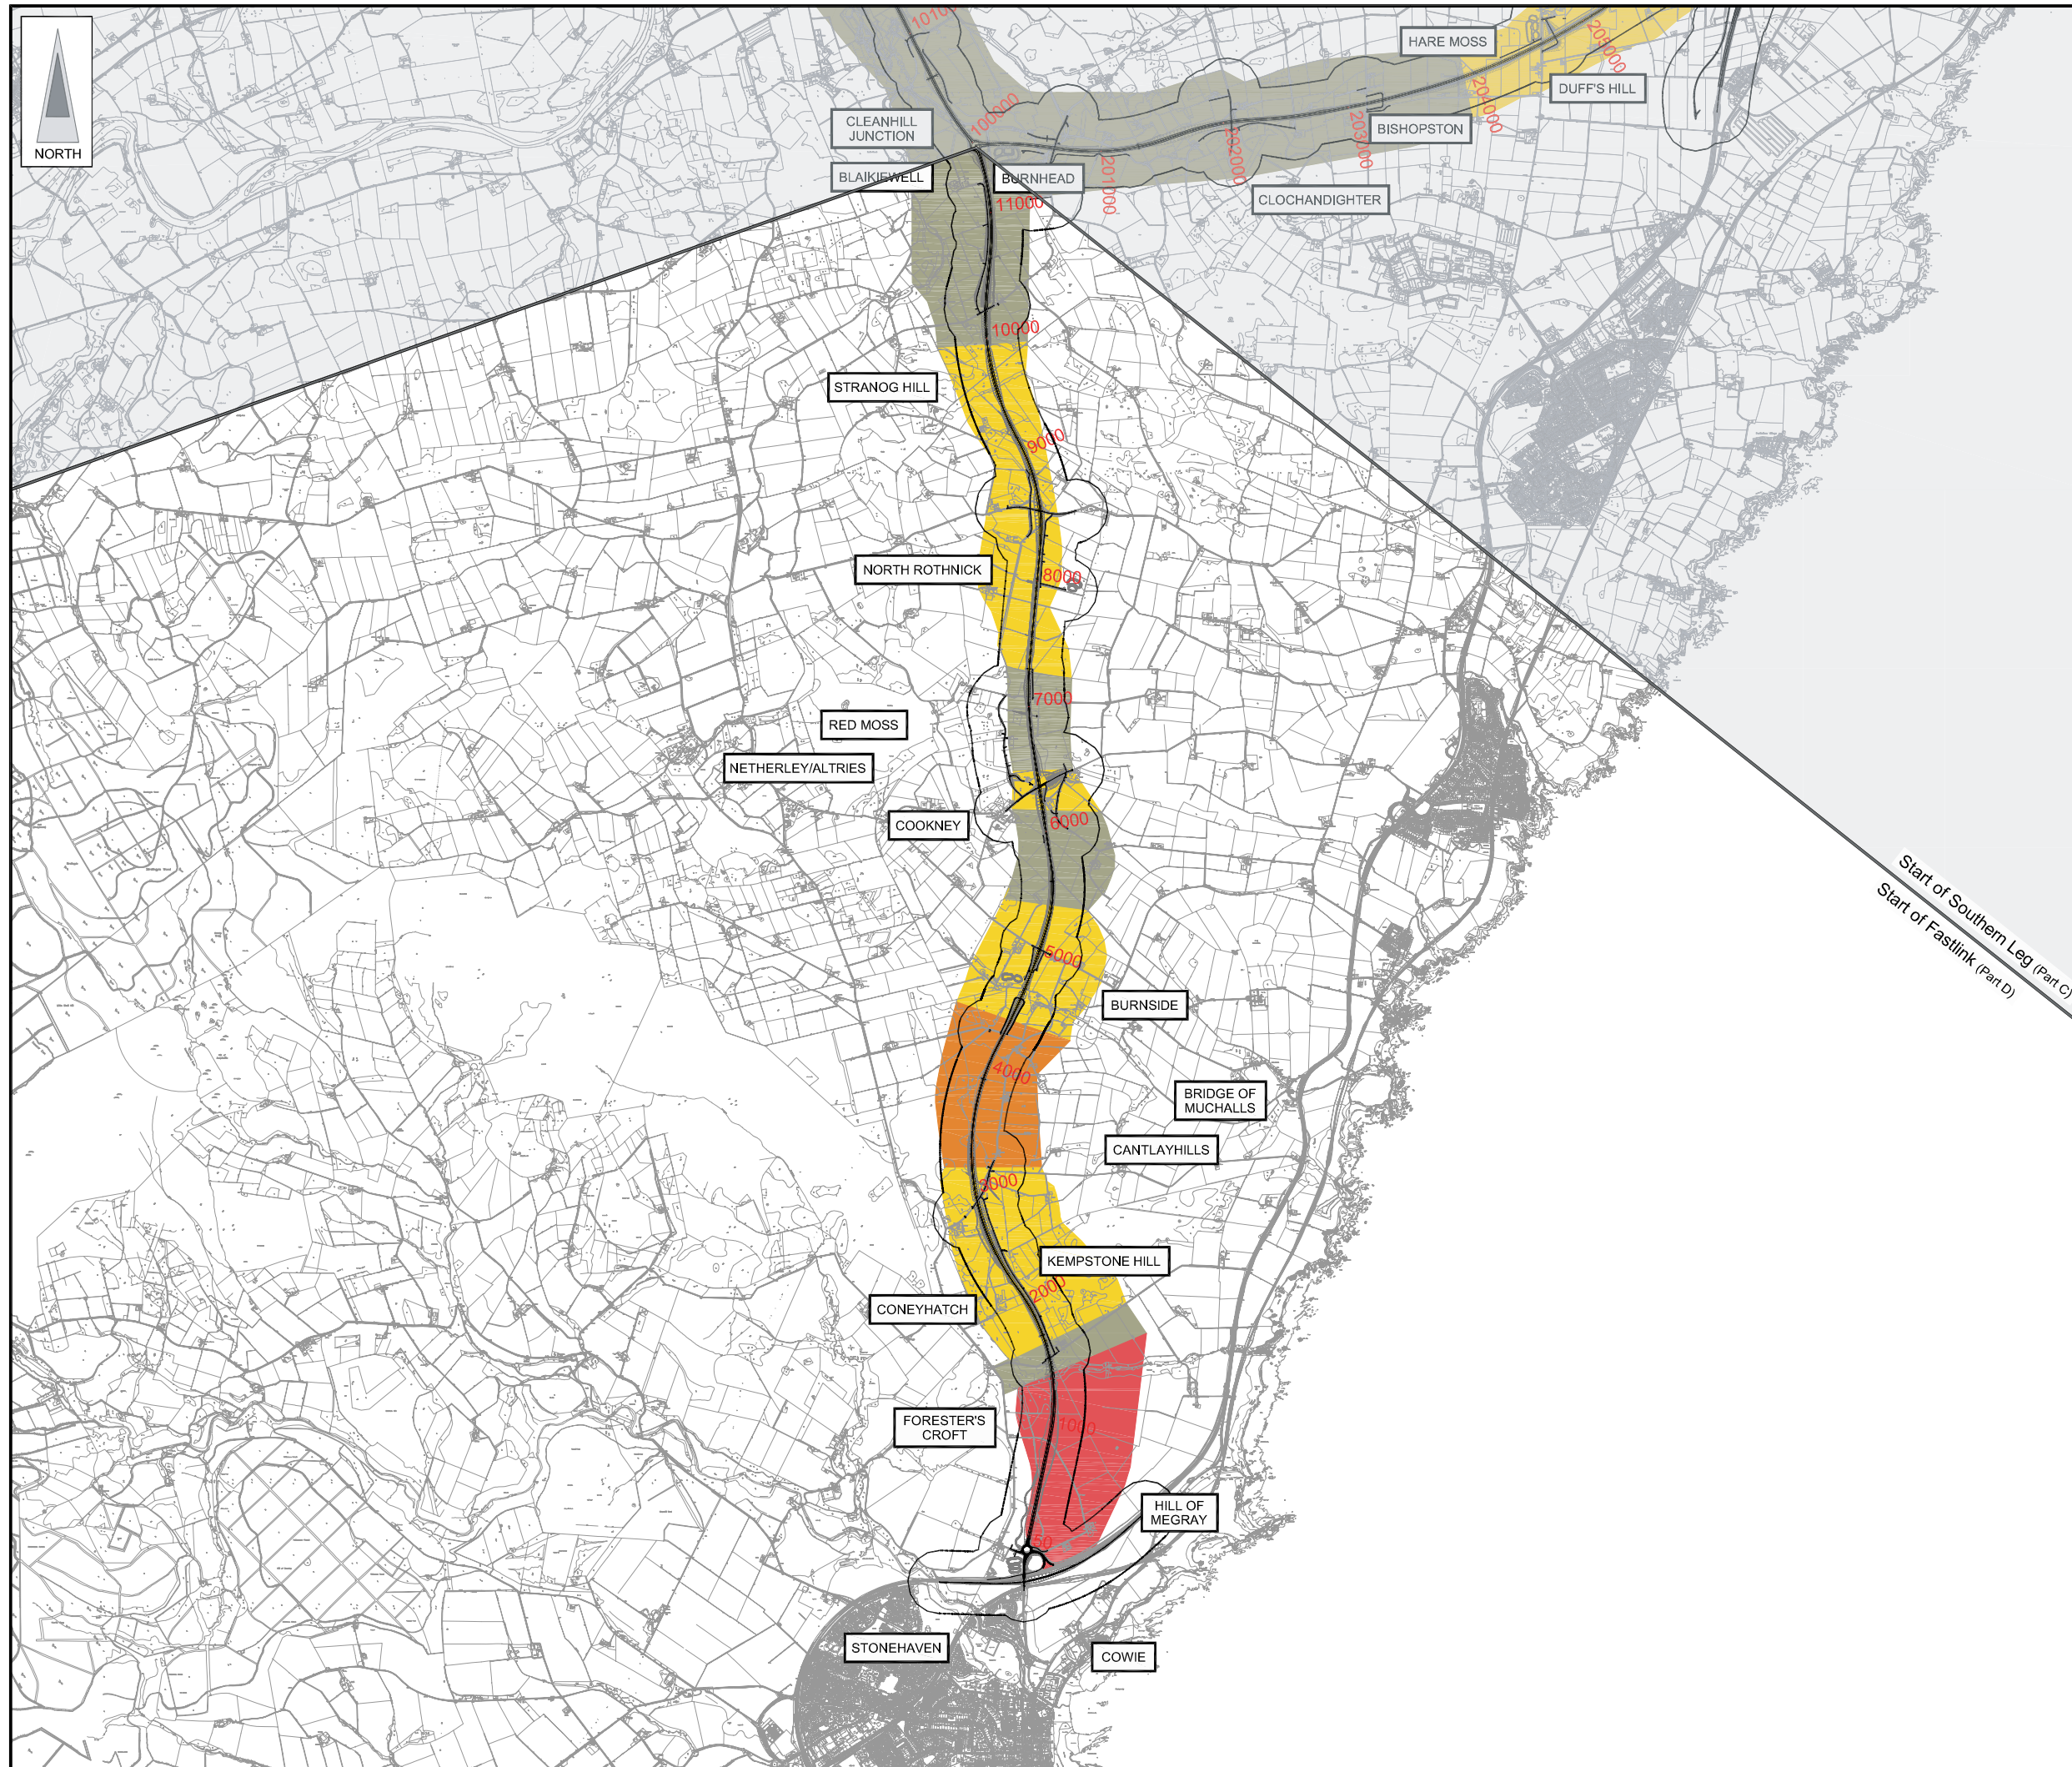 NORTH
10100
HARE MOSS
205000
DUFF'S HILL
204000
CLEANHILL
JUNCTION
100000
203000
BISHOPSTON
202000
201000
BLAIKIEWELL
BURNHEAD
CLOCHANDIGHTER
11000
10000
STRANOG HILL
9000
NORTH ROTHNICK
8000
7000
RED MOSS
NETHERLEY/ALTRIES
COOKNEY
6000
Start of Southern Leg (Part C)
Start of Fastlink (Part D)
5000
BURNSIDE
4000
BRIDGE OF
MUCHALLS
CANTLAYHILLS
3000
KEMPSTONE HILL
2000
CONEYHATCH
FORESTER'S
CROFT
1000
HILL OF
MEGRAY
50
STONEHAVEN
COWIE